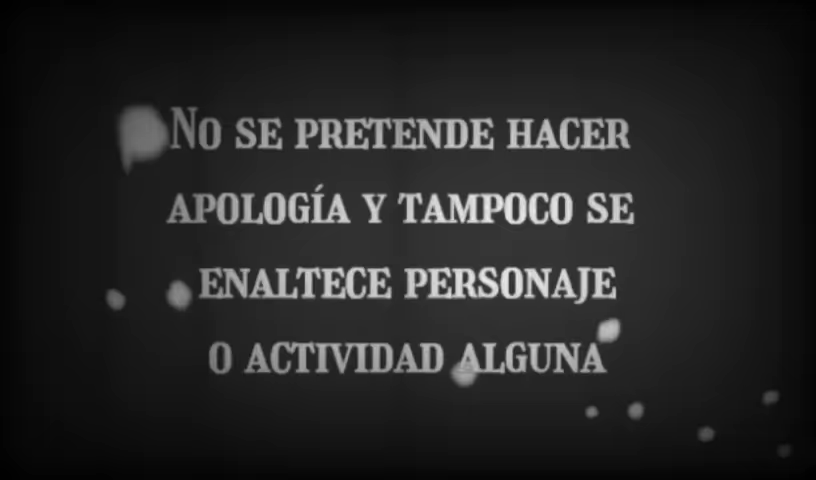 No se pretende hacer
apología y tampoco se
enaltece personaje
o actividad alguna